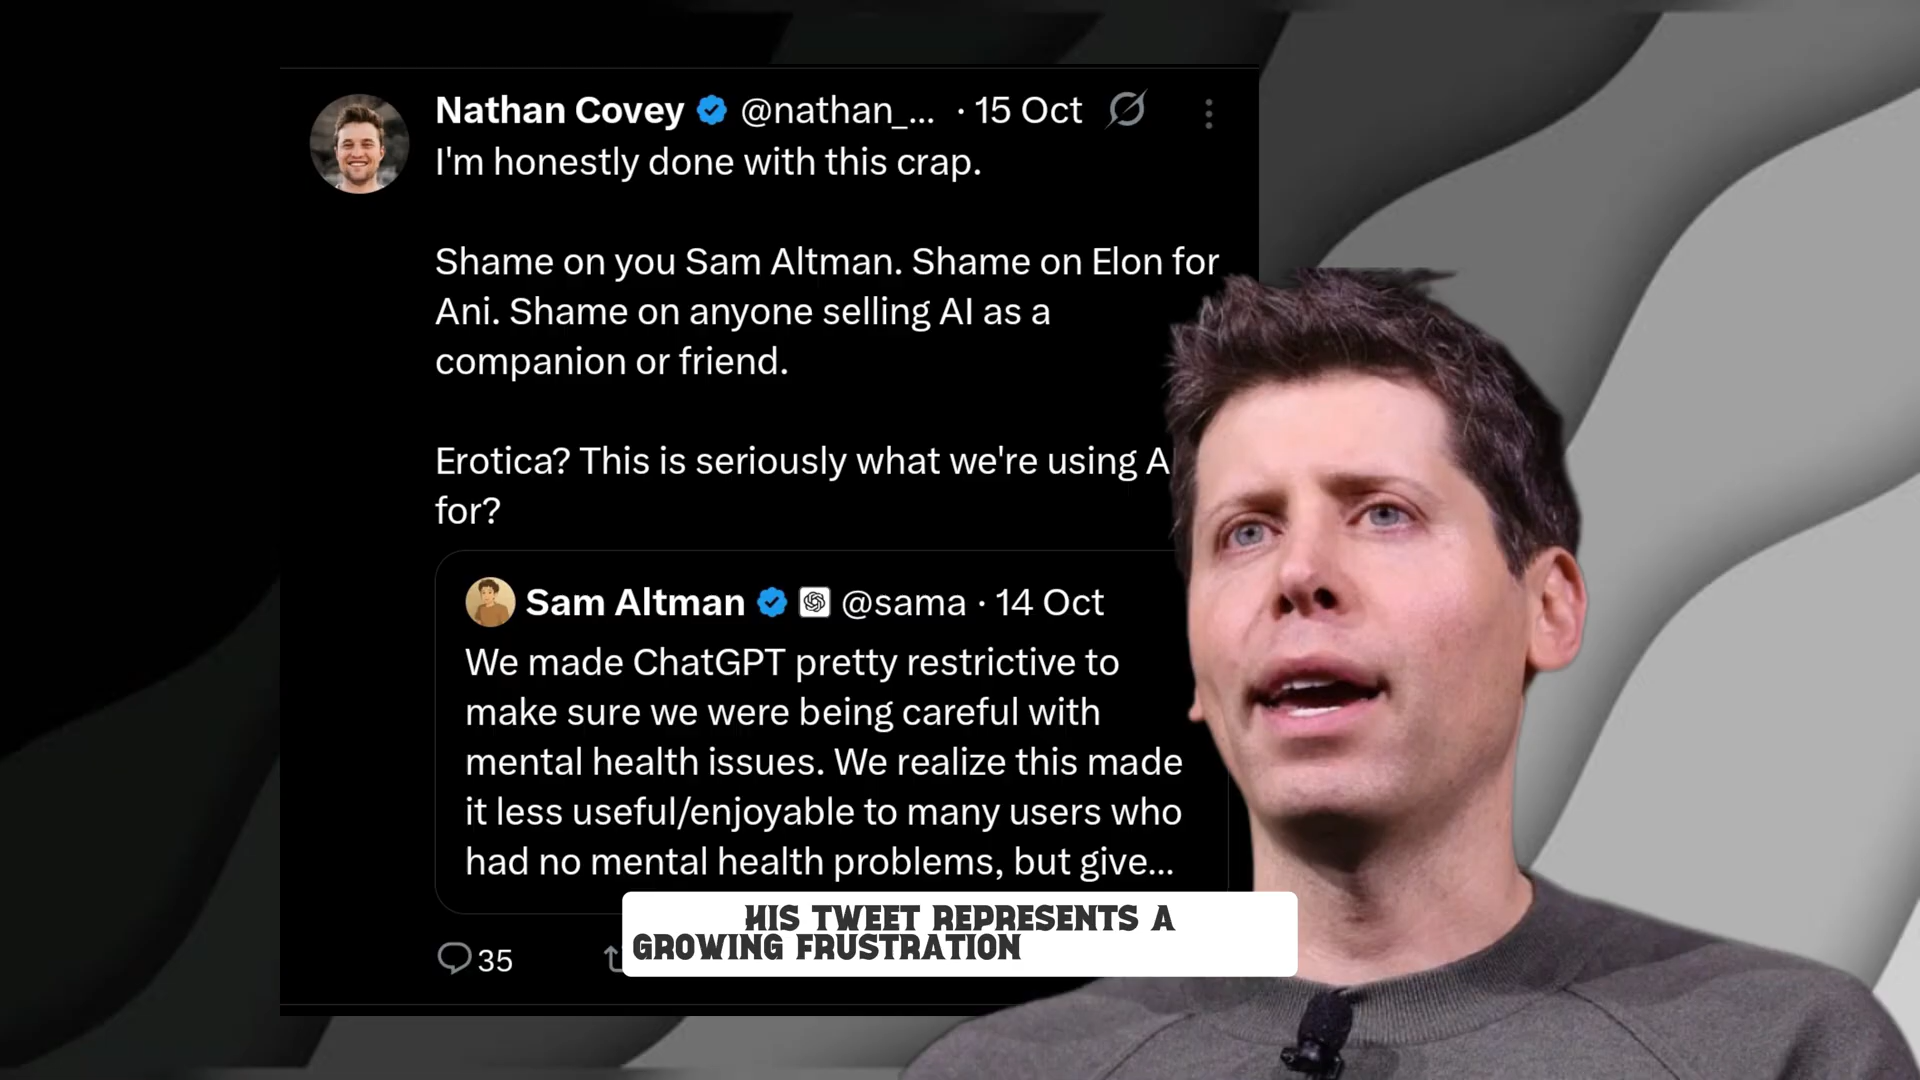 Nathan Covey @nathan_... · 15 Oct
I'm honestly done with this crap.
Shame on you Sam Altman. Shame on Elon for
Ani. Shame on anyone selling AI as a
companion or friend.
Erotica? This is seriously what we're using A
for?
Sam Altman @sama · 14 Oct
We made ChatGPT pretty restrictive to
make sure we were being careful with
mental health issues. We realize this made
it less useful/enjoyable to many users who
had no mental health problems, but give...
HIS TWEET REPRESENTS A
GROWING FRUSTRATION
35